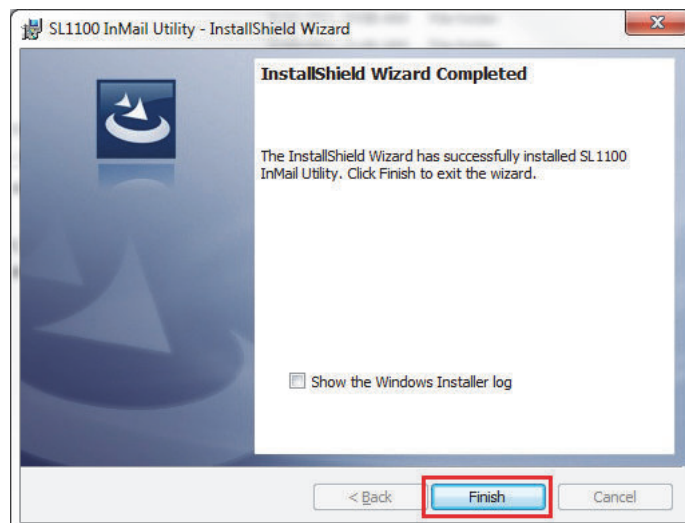 SL1100 InMail Utility - InstallShield Wizard
InstallShield Wizard Completed
The InstallShield Wizard has successfully installed SL1100
InMail Utility. Click Finish to exit the wizard.
Show the Windows Installer log
< Back
Finish
Cancel